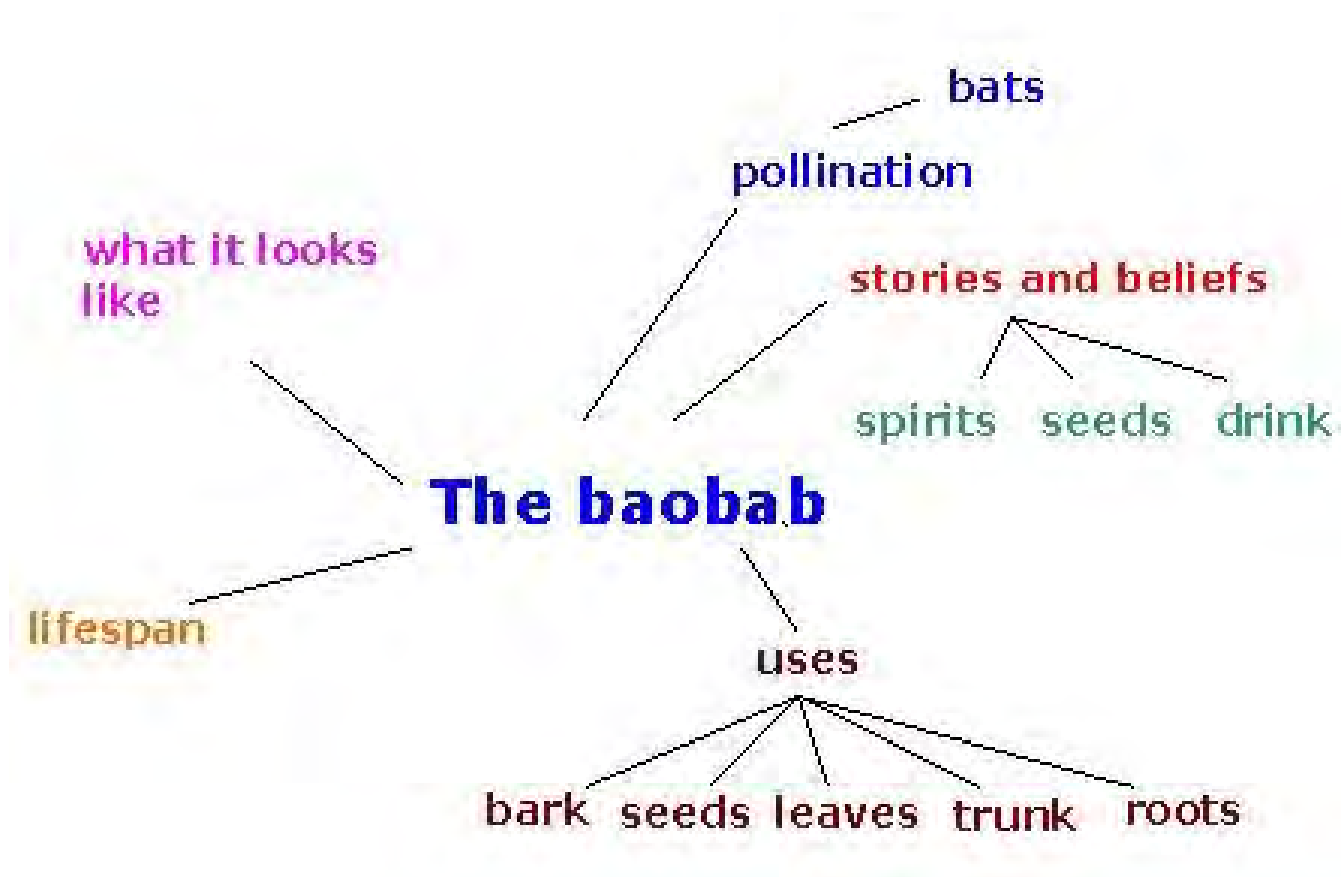 bats
pollination
what it looks
like
stories and beliefs
spirits seeds drink
The baobab
lifespan
uses
bark seeds leaves trunk roots